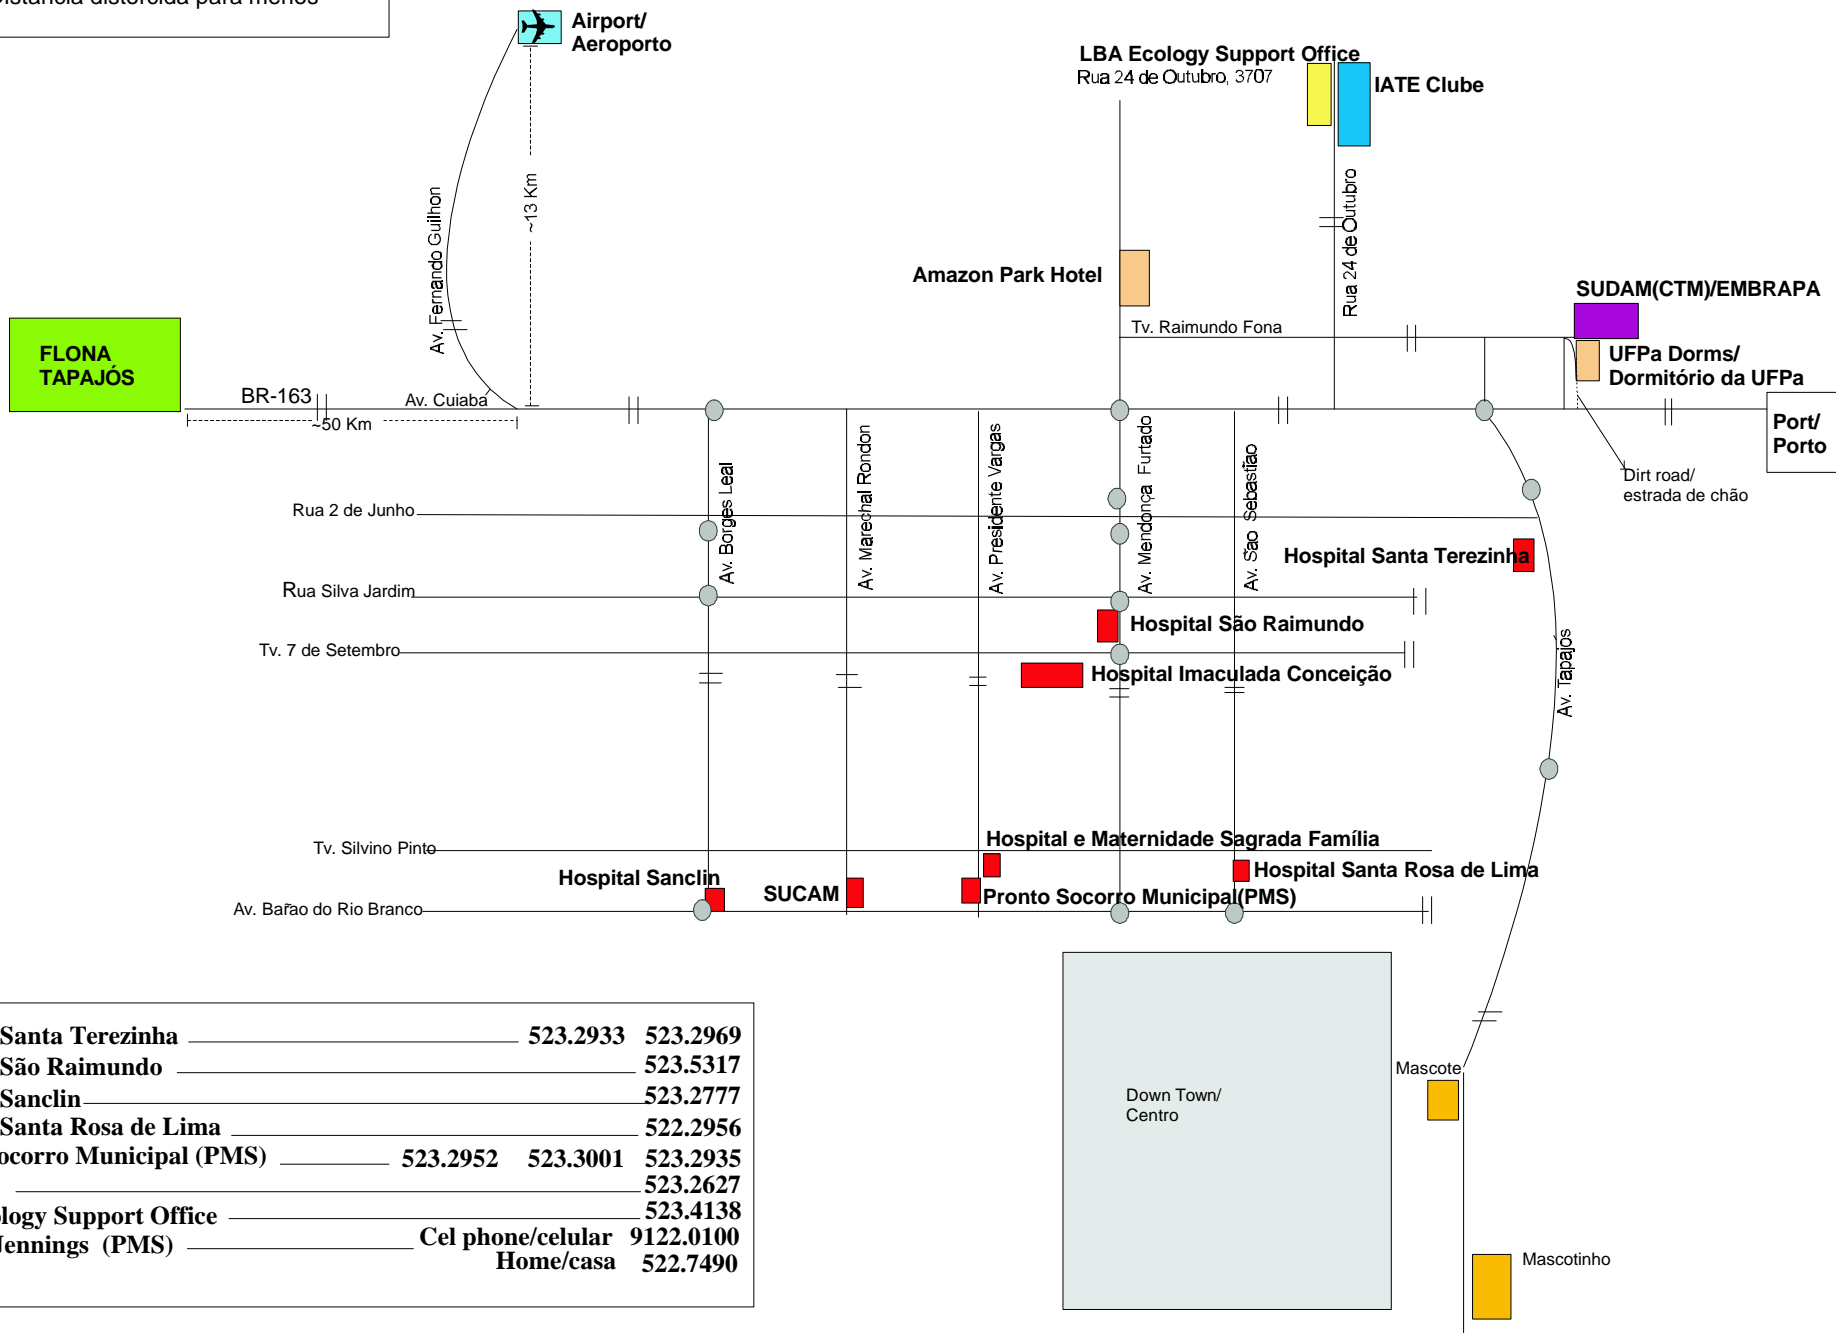 Distância distorcida para menos
Airport/
Aeroporto
LBA Ecology Support Office
Rua 24 de Outubro, 3707
IATE Clube
Av. Fernando Guilhon
~13 Km
Rua 24 de Outubro
Amazon Park Hotel
SUDAM(CTM)/EMBRAPA
Tv. Raimundo Fona
FLONA
TAPAJÓS
UFPa Dorms/
Dormitório da UFPa
BR-163
Av. Cuiaba
~50 Km
Port/
Porto
Av. Borges Leal
Av. Marechal Rondon
Av. Presidente Vargas
Av. Mendonça Furtado
Av. São Sebastião
Dirt road/
estrada de chão
Rua 2 de Junho
Hospital Santa Terezinha
Rua Silva Jardim
Hospital São Raimundo
Tv. 7 de Setembro
Hospital Imaculada Conceição
Av. Tapajos
Tv. Silvino Pinto
Hospital e Maternidade Sagrada Família
Hospital Sanclin
SUCAM
Pronto Socorro Municipal(PMS)
Hospital Santa Rosa de Lima
Av. Barão do Rio Branco
Down Town/
Centro
Mascote
Mascotinho
Santa Terezinha 523.2933 523.2969
São Raimundo 523.5317
Sanclin 523.2777
Santa Rosa de Lima 522.2956
ocorro Municipal (PMS) 523.2952 523.3001 523.2935
523.2627
logy Support Office 523.4138
Jennings (PMS) Cel phone/celular 9122.0100
Home/casa 522.7490